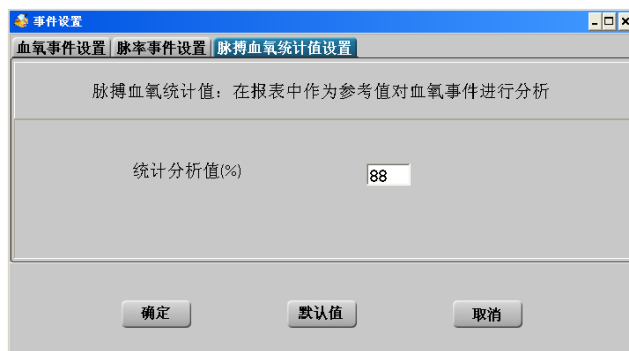 事件设置
血氧事件设置 脉率事件设置 脉搏血氧统计值设置
脉搏血氧统计值：在报表中作为参考值对血氧事件进行分析
统计分析值(%) 88
确定 默认值 取消